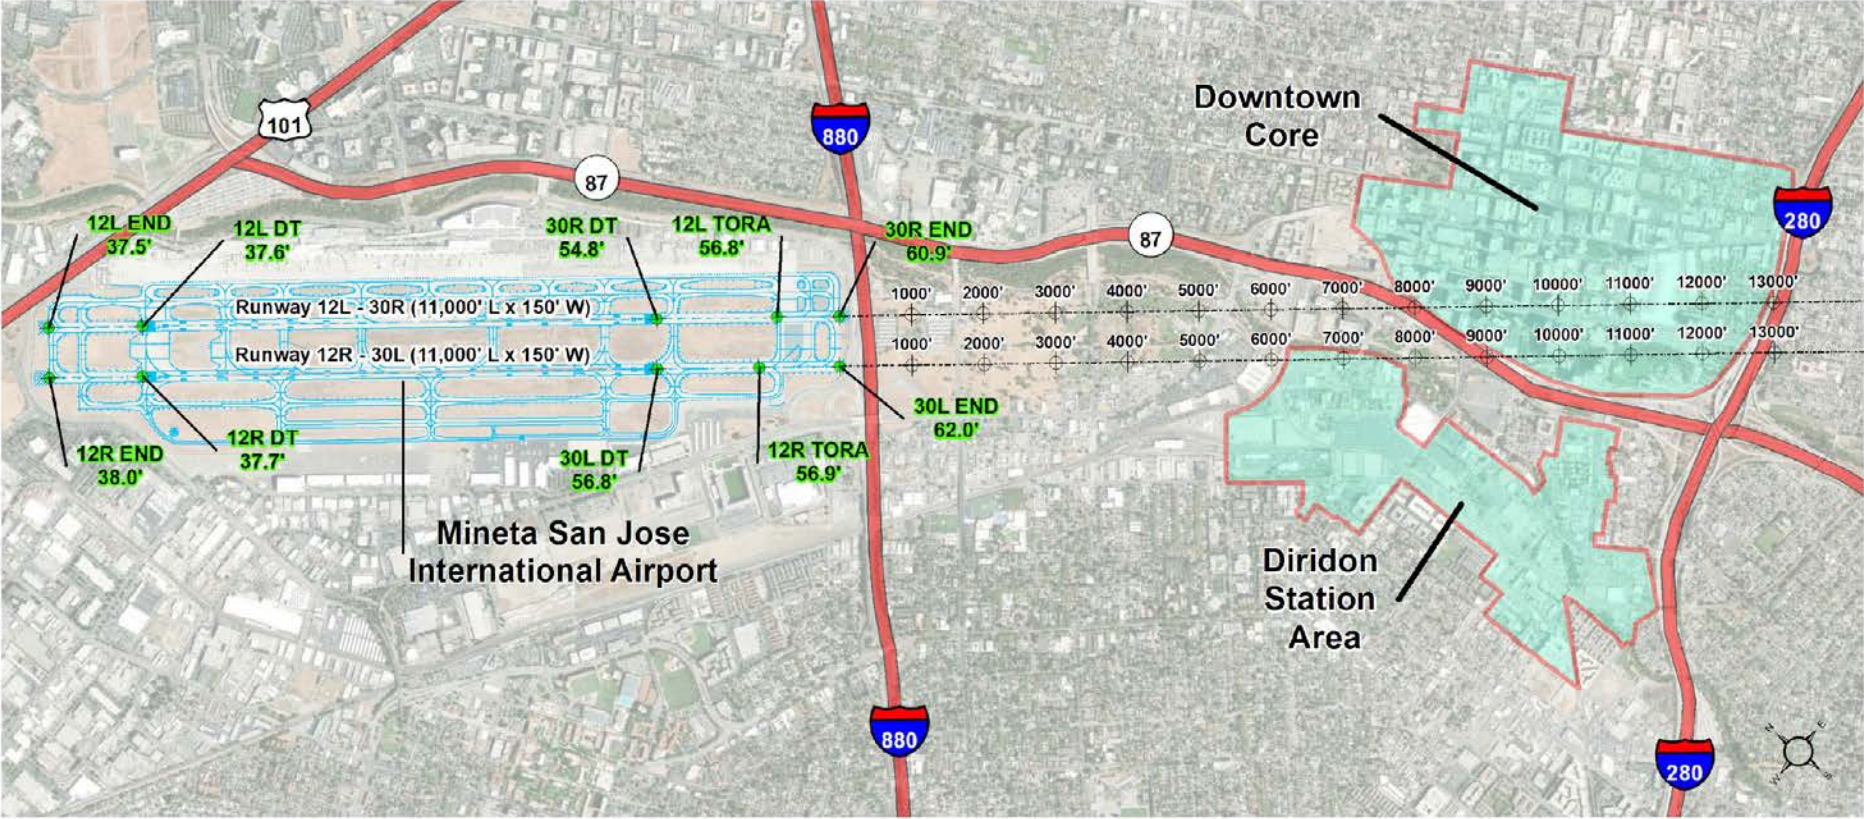 101
880
87
Downtown
Core
280
12L END
37.5'
12L DT
37.6'
30R DT
54.8'
12L TORA
56.8'
30R END
60.9'
87
Runway 12L - 30R (11,000' L x 150' W)
1000' 2000' 3000' 4000' 5000' 6000' 7000' 8000' 9000' 10000' 11000' 12000' 13000'
Runway 12R - 30L (11,000' L x 150' W)
1000' 2000' 3000' 4000' 5000' 6000' 7000' 8000' 9000' 10000' 11000' 12000' 13000'
12R END
38.0'
12R DT
37.7'
30L DT
56.8'
12R TORA
56.9'
30L END
62.0'
Mineta San Jose
International Airport
Diridon
Station
Area
880
280
N
E
W
S